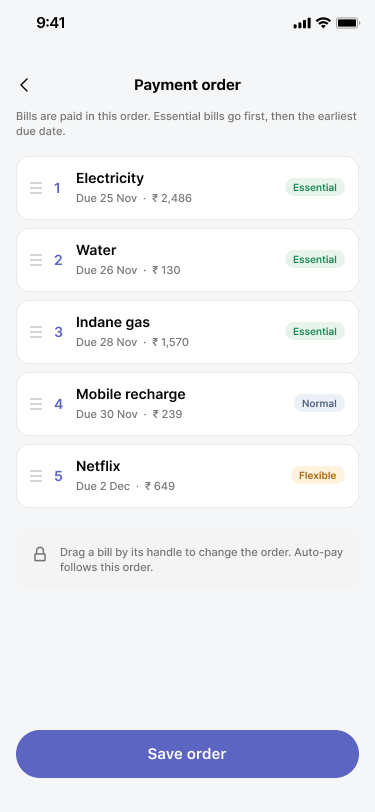 9:41
Payment order
Bills are paid in this order. Essential bills go first, then the earliest
due date.
1
Electricity
Due 25 Nov · ₹ 2,486
Essential
2
Water
Due 26 Nov · ₹ 130
Essential
3
Indane gas
Due 28 Nov · ₹ 1,570
Essential
4
Mobile recharge
Due 30 Nov · ₹ 239
Normal
5
Netflix
Due 2 Dec · ₹ 649
Flexible
Drag a bill by its handle to change the order. Auto-pay
follows this order.
Save order